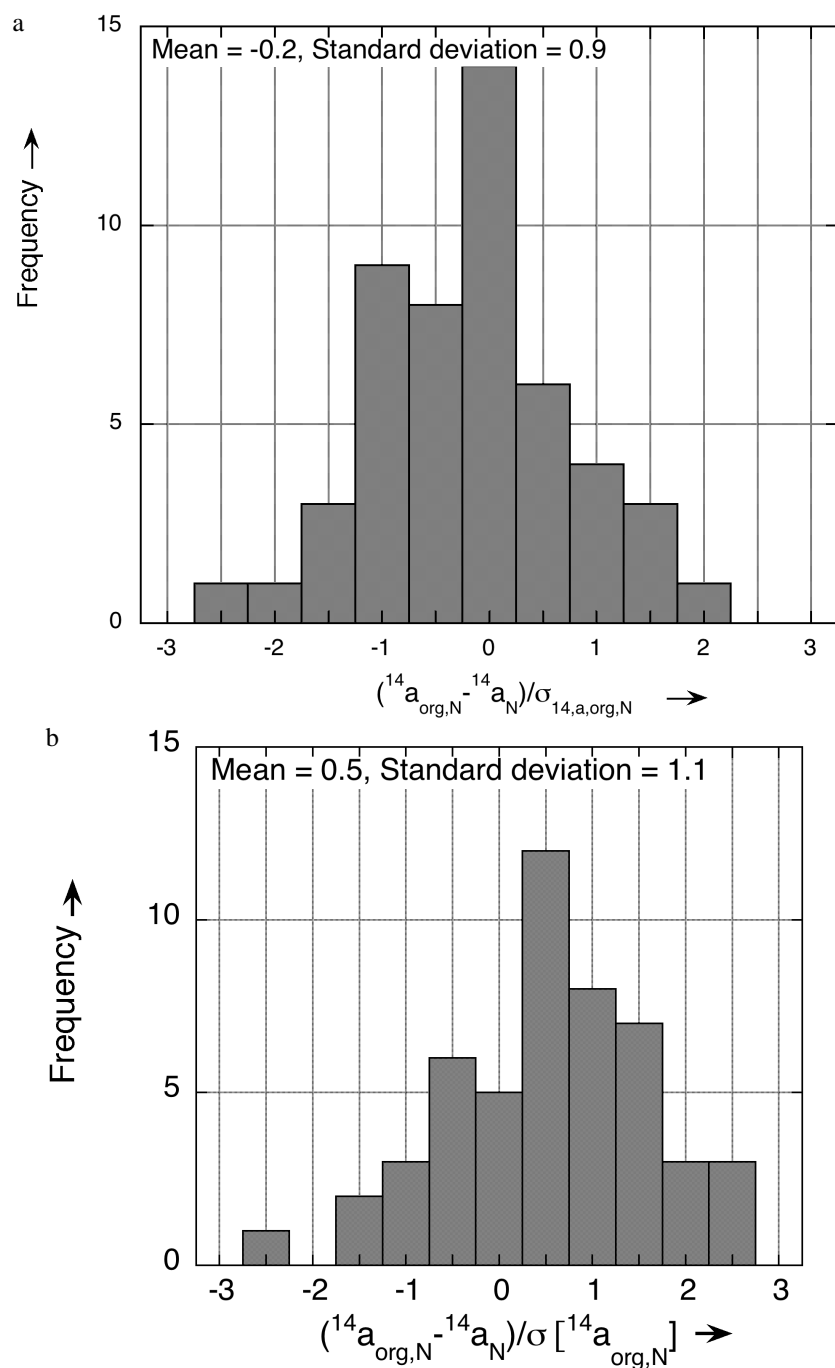 a
15
Mean = -0.2, Standard deviation = 0.9
Frequency →
10
5
0
-3 -2 -1 0 1 2 3
(¹⁴a_org,N-¹⁴a_N)/σ_14,a,org,N →
b
15
Mean = 0.5, Standard deviation = 1.1
Frequency →
10
5
0
-3 -2 -1 0 1 2 3
(¹⁴a_org,N-¹⁴a_N)/σ [¹⁴a_org,N] →